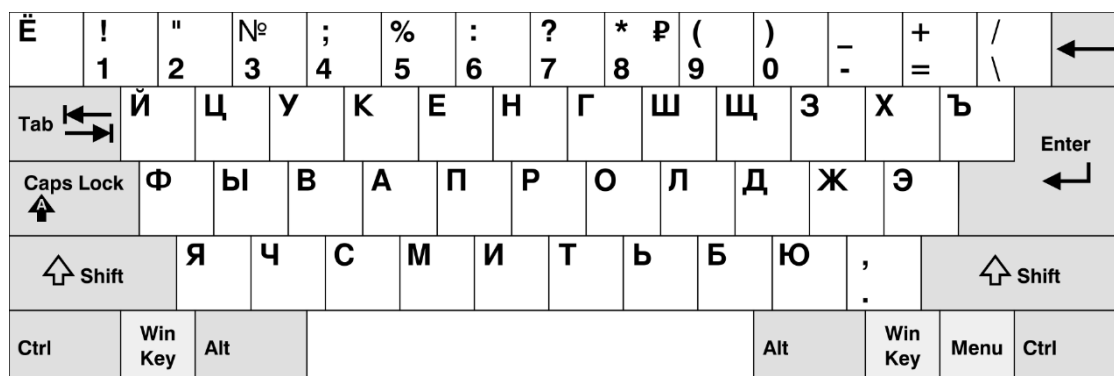 Ё ! " № ; % : ? * ₽ ( ) _ + /
1 2 3 4 5 6 7 8 9 0 - = \
Tab Й Ц У К Е Н Г Ш Щ З Х Ъ Enter
Caps Lock Ф Ы В А П Р О Л Д Ж Э
A
Shift Я Ч С М И Т Ь Б Ю , Shift
.
Ctrl Win Key Alt Alt Win Key Menu Ctrl